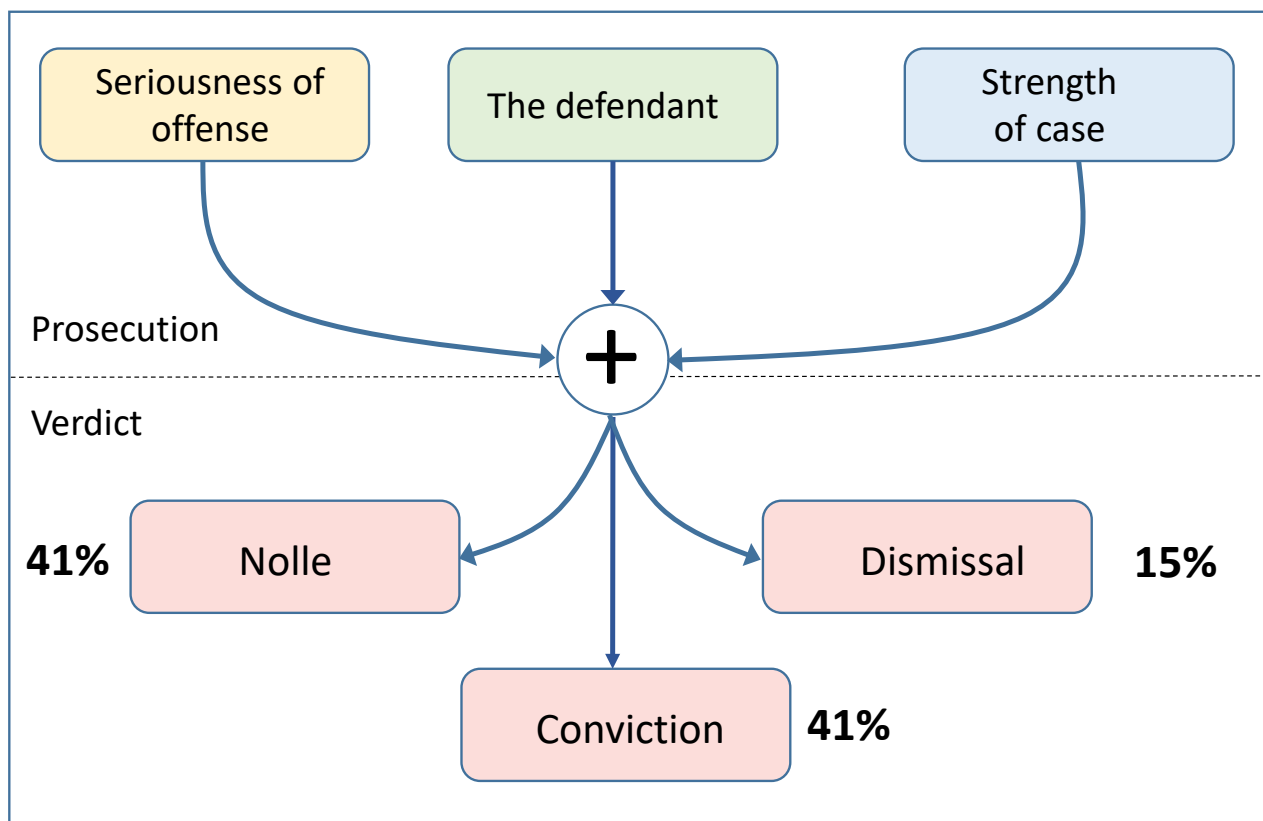 Seriousness of
offense
The defendant
Strength
of case
+
Prosecution
Verdict
41%
Nolle
Dismissal
15%
Conviction
41%